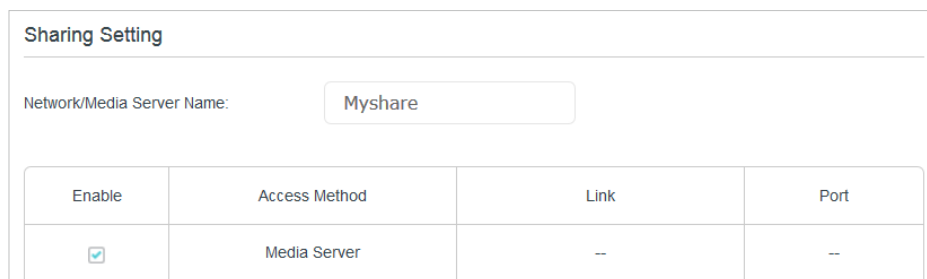 Sharing Setting
Network/Media Server Name: Myshare
Enable Access Method Link Port
Media Server -- --